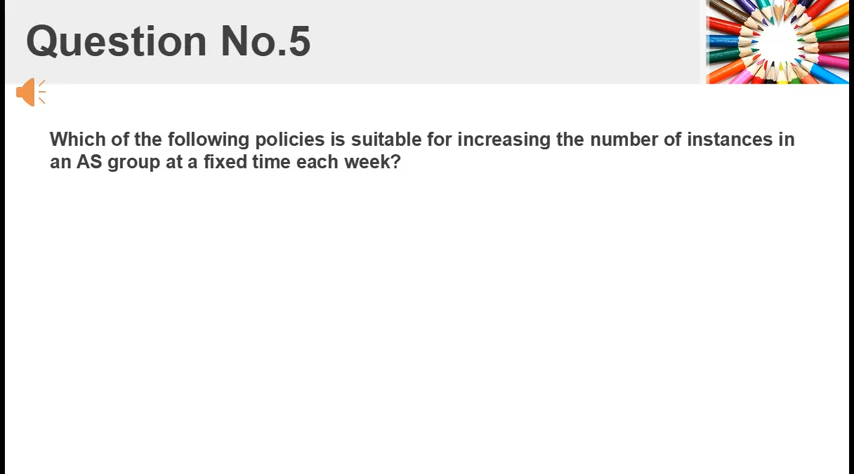 Question No.5
Which of the following policies is suitable for increasing the number of instances in
an AS group at a fixed time each week?